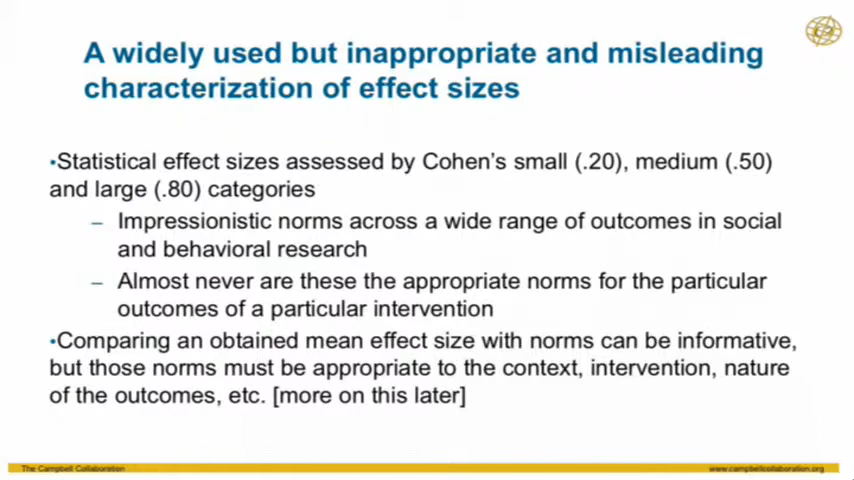 A widely used but inappropriate and misleading
characterization of effect sizes
•Statistical effect sizes assessed by Cohen's small (.20), medium (.50)
and large (.80) categories
– Impressionistic norms across a wide range of outcomes in social
and behavioral research
– Almost never are these the appropriate norms for the particular
outcomes of a particular intervention
•Comparing an obtained mean effect size with norms can be informative,
but those norms must be appropriate to the context, intervention, nature
of the outcomes, etc. [more on this later]
The Campbell Collaboration
www.campbellcollaboration.org